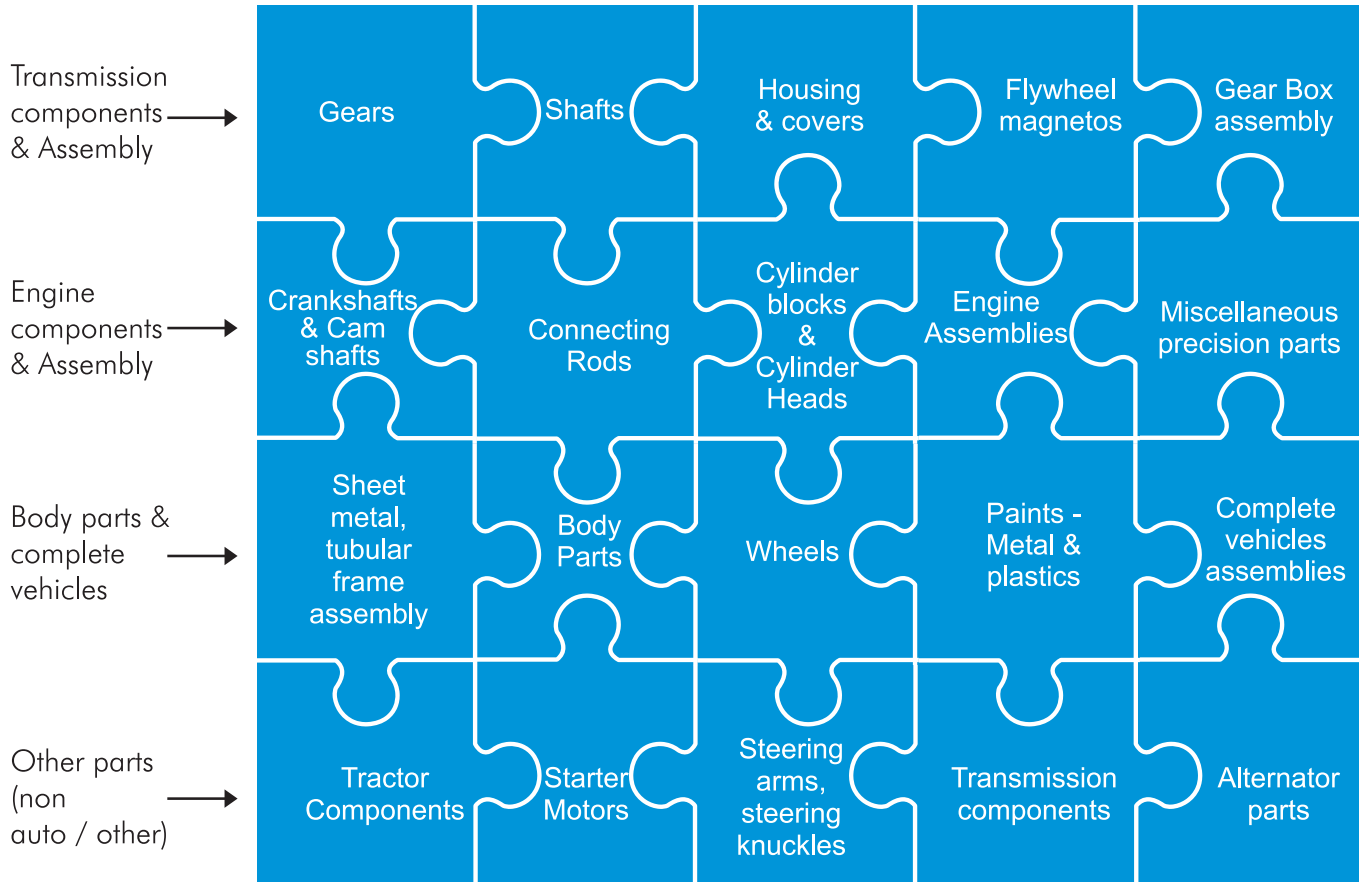 Transmission
components
& Assembly
Gears
Shafts
Housing
& covers
Flywheel
magnetos
Gear Box
assembly
Engine
components
& Assembly
Crankshafts
& Cam
shafts
Connecting
Rods
Cylinder
blocks
&
Cylinder
Heads
Engine
Assemblies
Miscellaneous
precision parts
Body parts &
complete
vehicles
Sheet
metal,
tubular
frame
assembly
Body
Parts
Wheels
Paints -
Metal &
plastics
Complete
vehicles
assemblies
Other parts
(non
auto / other)
Tractor
Components
Starter
Motors
Steering
arms,
steering
knuckles
Transmission
components
Alternator
parts